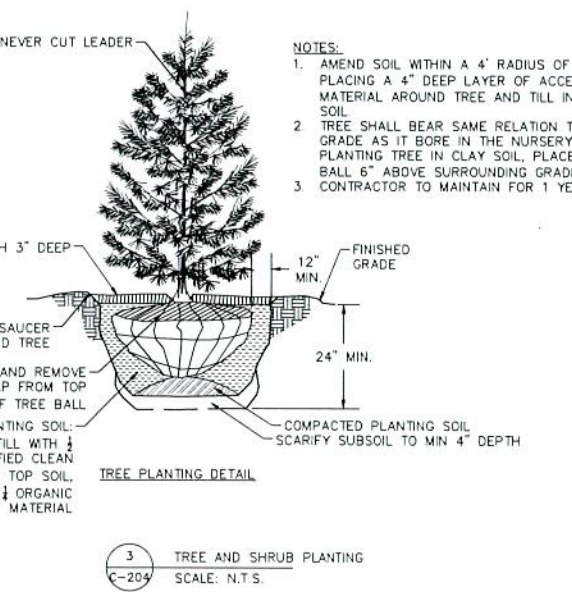 NEVER CUT LEADER
NOTES:
1. AMEND SOIL WITHIN A 4' RADIUS OF
PLACING A 4" DEEP LAYER OF ACCE
MATERIAL AROUND TREE AND TILL IN
SOIL
2 TREE SHALL BEAR SAME RELATION T
GRADE AS IT BORE IN THE NURSERY
PLANTING TREE IN CLAY SOIL, PLACE
BALL 6" ABOVE SURROUNDING GRAD
3. CONTRACTOR TO MAINTAIN FOR 1 YE
H 3" DEEP
12"
MIN.
FINISHED
GRADE
SAUCER
D TREE
24" MIN.
AND REMOVE
AP FROM TOP
F TREE BALL
NTING SOIL:
FILL WITH ½
FIED CLEAN
TOP SOIL,
¼ ORGANIC
MATERIAL
COMPACTED PLANTING SOIL
SCARIFY SUBSOIL TO MIN 4" DEPTH
TREE PLANTING DETAIL
3
C-204
TREE AND SHRUB PLANTING
SCALE: N.T.S.